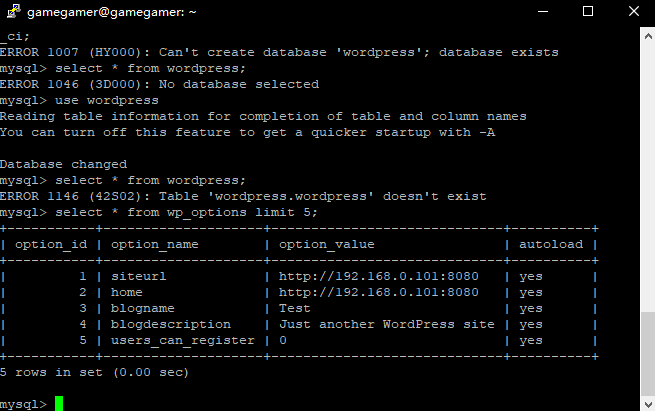 gamegamer@gamegamer: ~
_ci;
ERROR 1007 (HY000): Can't create database 'wordpress'; database exists
mysql> select * from wordpress;
ERROR 1046 (3D000): No database selected
mysql> use wordpress
Reading table information for completion of table and column names
You can turn off this feature to get a quicker startup with -A
Database changed
mysql> select * from wordpress;
ERROR 1146 (42S02): Table 'wordpress.wordpress' doesn't exist
mysql> select * from wp_options limit 5;
+-----------+--------------------+------------------------------+----------+
| option_id | option_name | option_value | autoload |
+-----------+--------------------+------------------------------+----------+
| 1 | siteurl | http://192.168.0.101:8080 | yes |
| 2 | home | http://192.168.0.101:8080 | yes |
| 3 | blogname | Test | yes |
| 4 | blogdescription | Just another WordPress site | yes |
| 5 | users_can_register | 0 | yes |
+-----------+--------------------+------------------------------+----------+
5 rows in set (0.00 sec)
mysql>